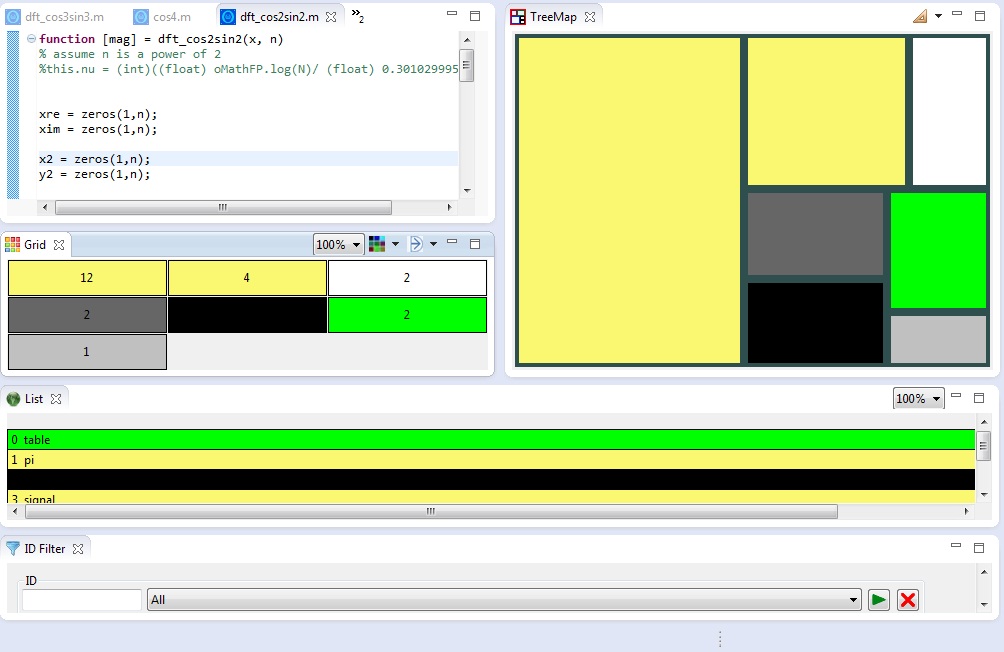 dft_cos3sin3.m
cos4.m
dft_cos2sin2.m
»2
function [mag] = dft_cos2sin2(x, n)
% assume n is a power of 2
%this.nu = (int)((float) oMathFP.log(N)/ (float) 0.301029995
xre = zeros(1,n);
xim = zeros(1,n);
x2 = zeros(1,n);
y2 = zeros(1,n);
TreeMap
Grid
100%
12 4 2
2 2
1
List
100%
0 table
1 pi
3 signal
ID Filter
ID
All